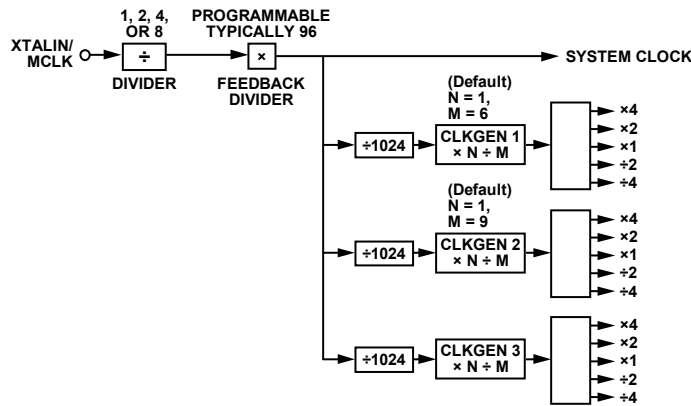 1, 2, 4,
OR 8
PROGRAMMABLE
TYPICALLY 96
XTALIN/
MCLK
÷
×
SYSTEM CLOCK
DIVIDER
FEEDBACK
DIVIDER
(Default)
N = 1,
M = 6
÷1024
CLKGEN 1
× N ÷ M
×4
×2
×1
÷2
÷4
(Default)
N = 1,
M = 9
÷1024
CLKGEN 2
× N ÷ M
×4
×2
×1
÷2
÷4
÷1024
CLKGEN 3
× N ÷ M
×4
×2
×1
÷2
÷4